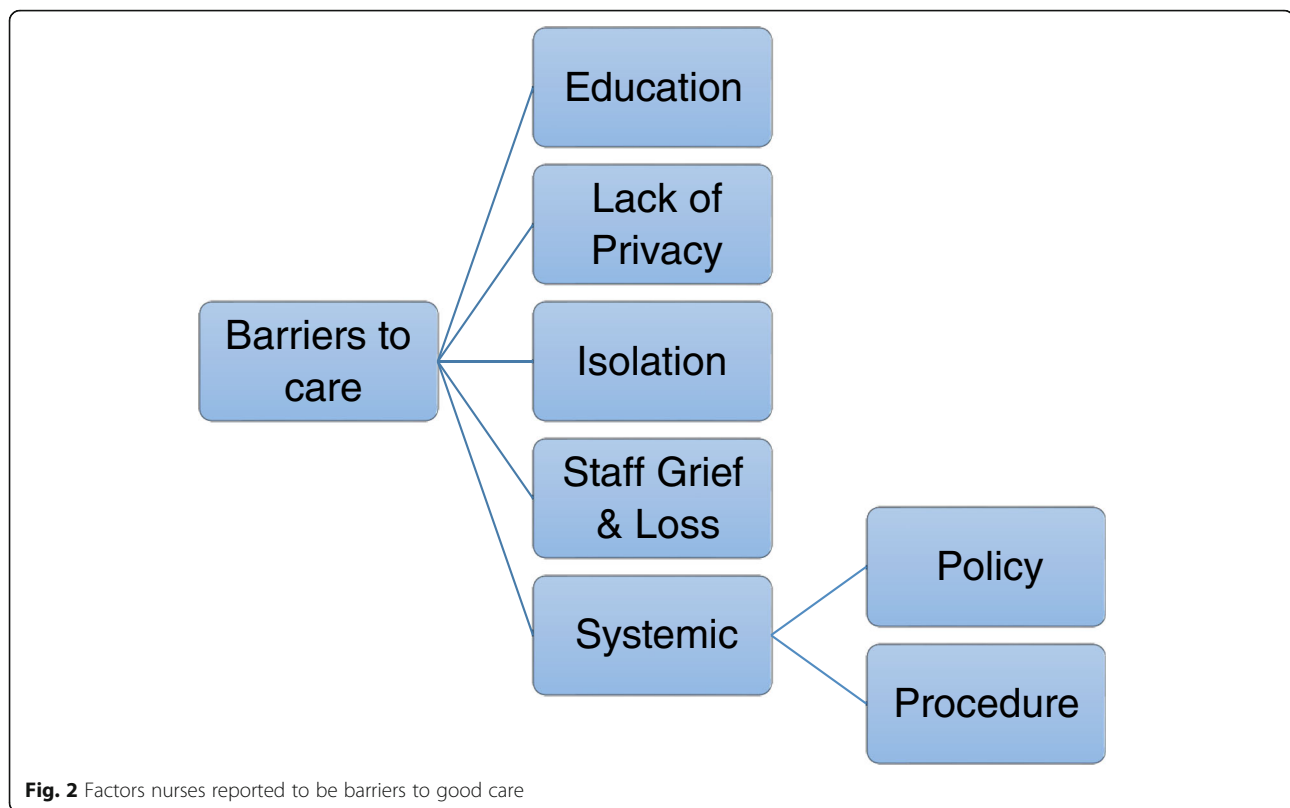 Education
Lack of
Privacy
Barriers to
care
Isolation
Staff Grief
& Loss
Systemic
Policy
Procedure
Fig. 2 Factors nurses reported to be barriers to good care